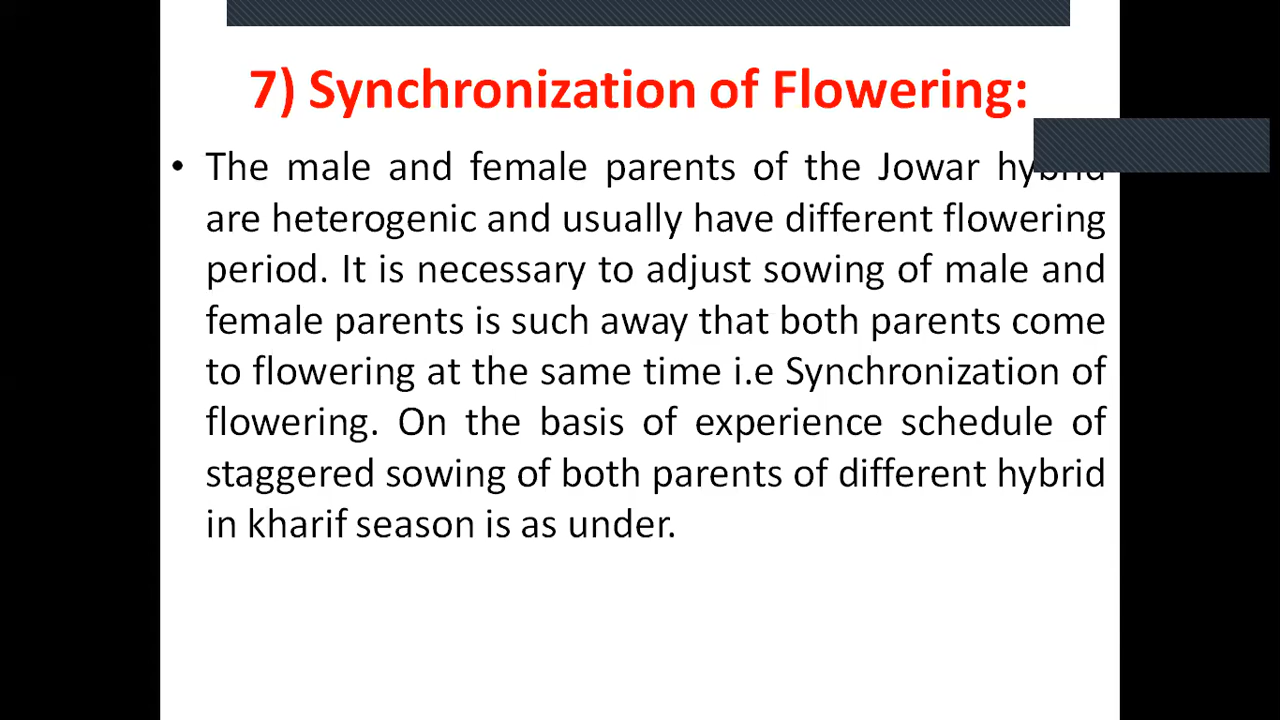 7) Synchronization of Flowering:
• The male and female parents of the Jowar hybrid
are heterogenic and usually have different flowering
period. It is necessary to adjust sowing of male and
female parents is such away that both parents come
to flowering at the same time i.e Synchronization of
flowering. On the basis of experience schedule of
staggered sowing of both parents of different hybrid
in kharif season is as under.